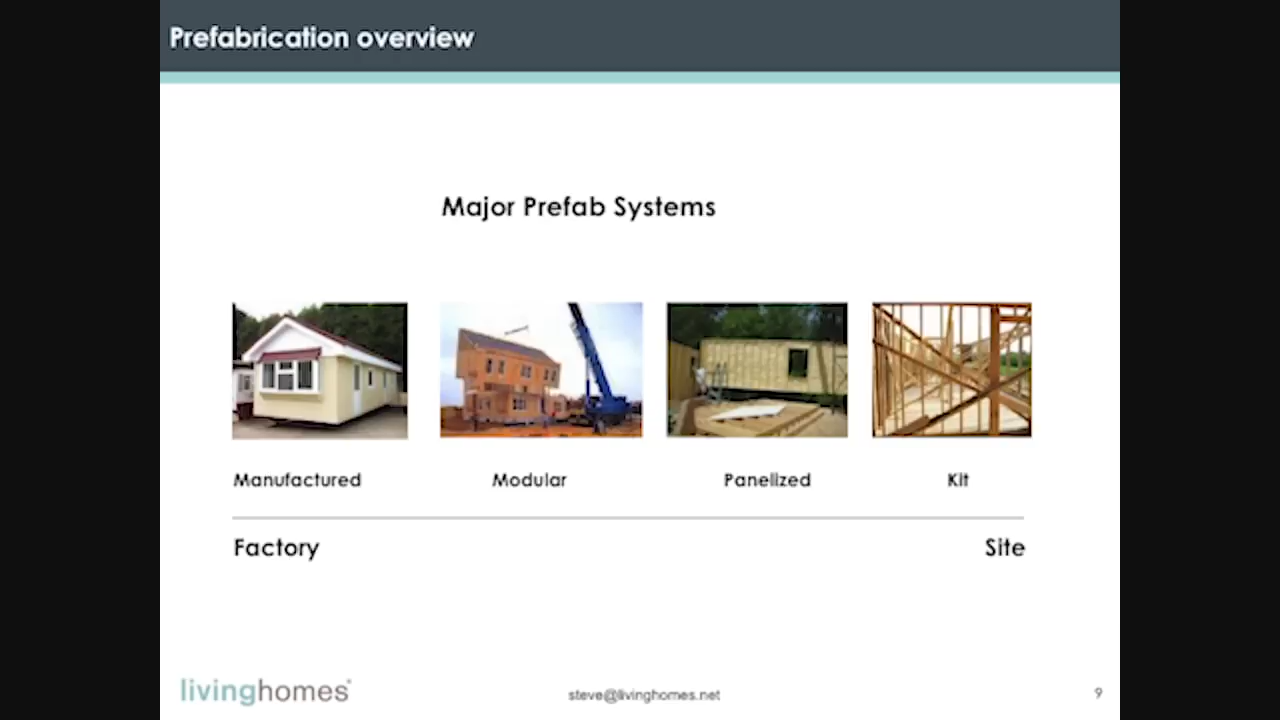 Prefabrication overview
Major Prefab Systems
Manufactured Modular Panelized Kit
Factory Site
livinghomes
steve@livinghomes.net
9